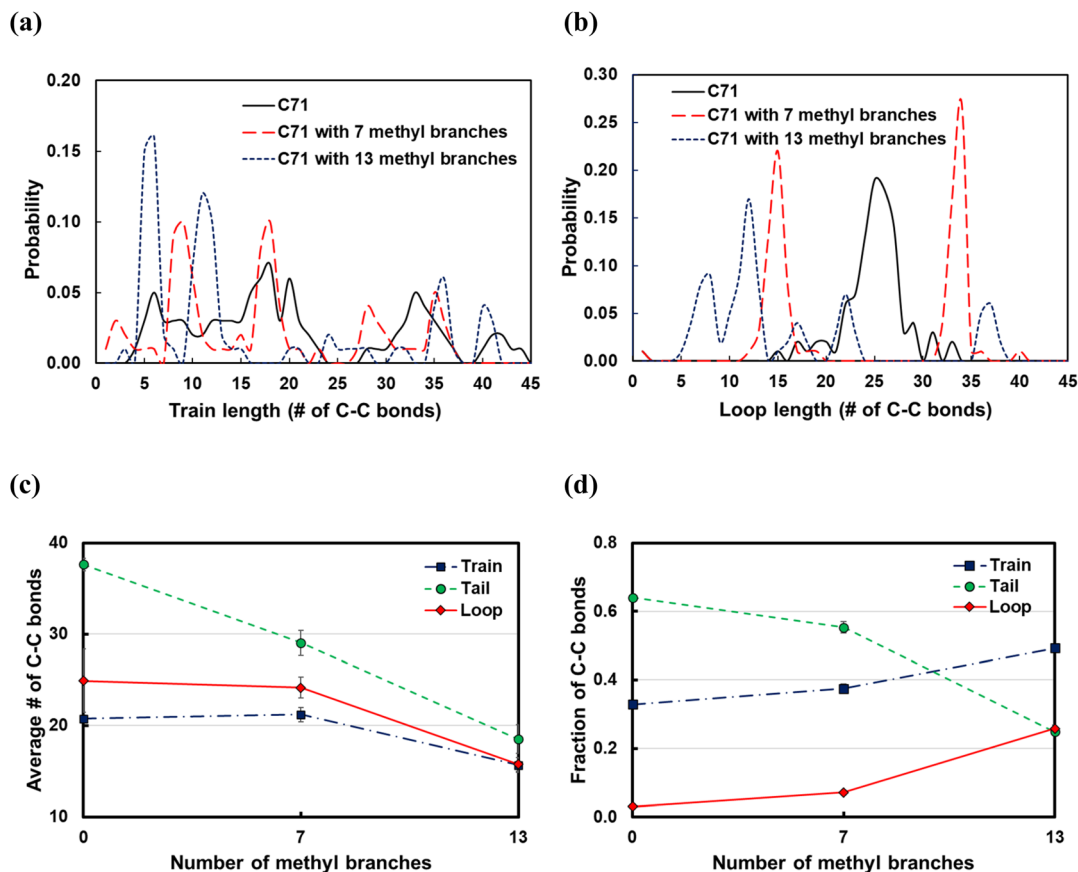 (a)
0.20
0.15
0.10
0.05
0.00
0 5 10 15 20 25 30 35 40 45
Probability
Train length (# of C-C bonds)
C71
C71 with 7 methyl branches
C71 with 13 methyl branches
(b)
0.30
0.25
0.20
0.15
0.10
0.05
0.00
0 5 10 15 20 25 30 35 40 45
Probability
Loop length (# of C-C bonds)
C71
C71 with 7 methyl branches
C71 with 13 methyl branches
(c)
40
30
20
10
0 7 13
Average # of C-C bonds
Number of methyl branches
Train
Tail
Loop
(d)
0.8
0.6
0.4
0.2
0.0
0 7 13
Fraction of C-C bonds
Number of methyl branches
Train
Tail
Loop